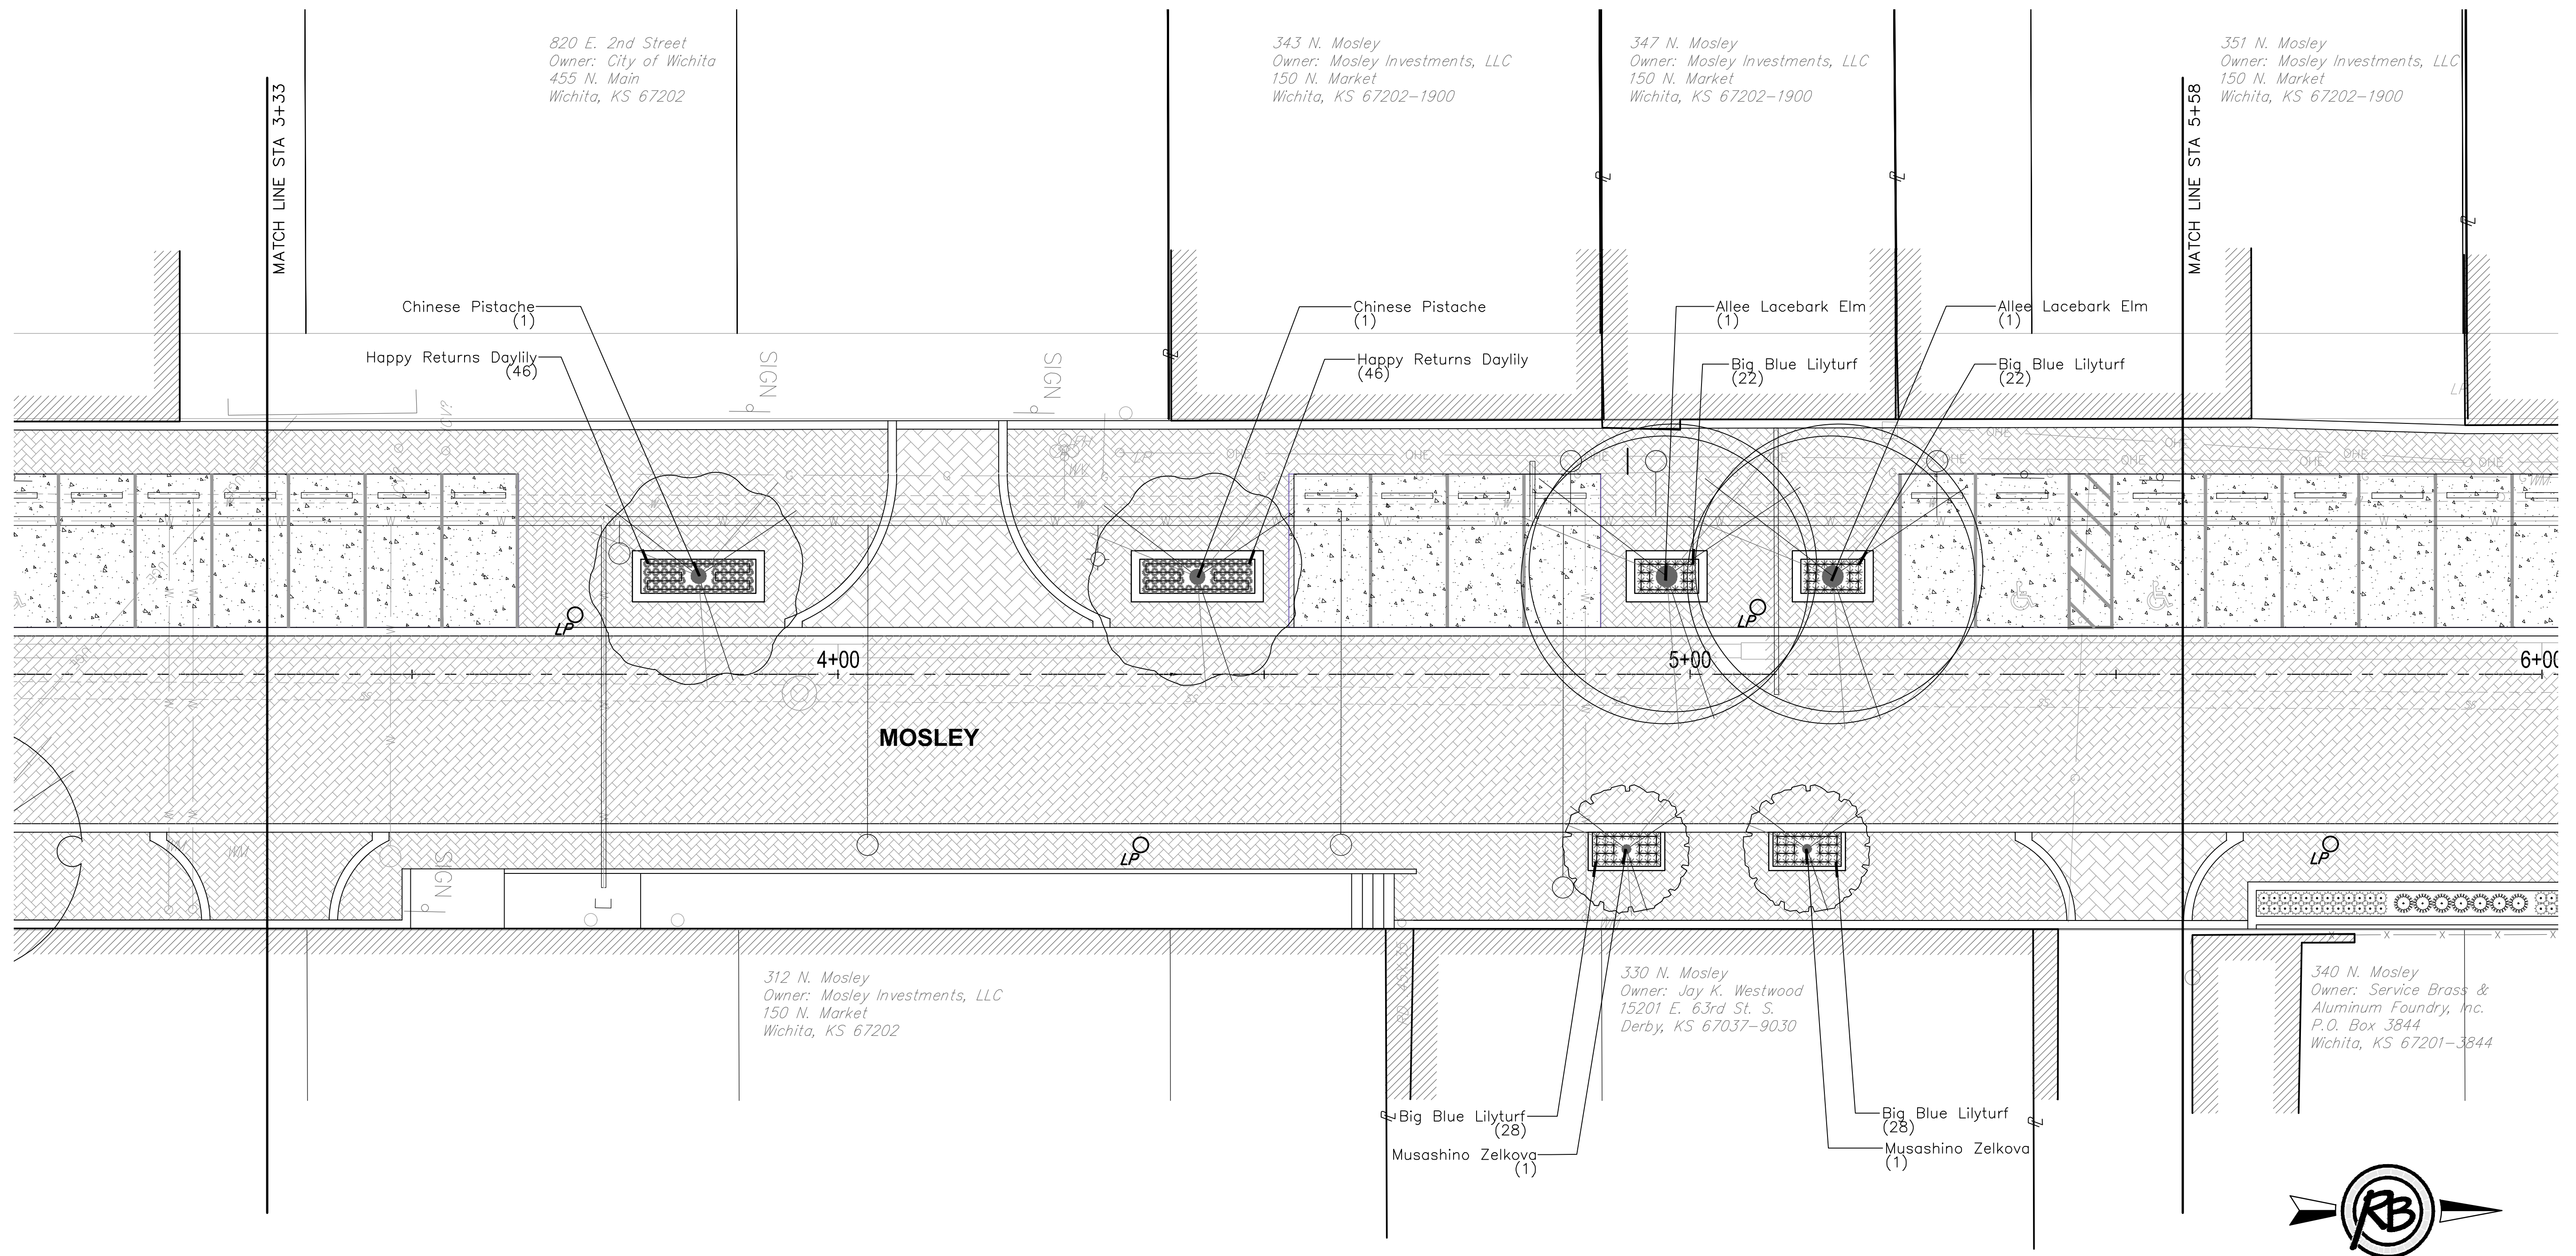 820 E. 2nd Street
Owner: City of Wichita
455 N. Main
Wichita, KS 67202
343 N. Mosley
Owner: Mosley Investments, LLC
150 N. Market
Wichita, KS 67202-1900
347 N. Mosley
Owner: Mosley Investments, LLC
150 N. Market
Wichita, KS 67202-1900
351 N. Mosley
Owner: Mosley Investments, LLC
150 N. Market
Wichita, KS 67202-1900
MATCH LINE STA 3+33
MATCH LINE STA 5+58
Chinese Pistache
(1)
Happy Returns Daylily
(46)
Chinese Pistache
(1)
Happy Returns Daylily
(46)
Allee Lacebark Elm
(1)
Big Blue Lilyturf
(22)
Allee Lacebark Elm
(1)
Big Blue Lilyturf
(22)
SIGN
SIGN
LP
LP
4+00
5+00
MOSLEY
LP
LP
SIGN
312 N. Mosley
Owner: Mosley Investments, LLC
150 N. Market
Wichita, KS 67202
330 N. Mosley
Owner: Jay K. Westwood
15201 E. 63rd St. S.
Derby, KS 67037-9030
340 N. Mosley
Owner: Service Brass &
Aluminum Foundry, Inc.
P.O. Box 3844
Wichita, KS 67201-3844
Big Blue Lilyturf
(28)
Musashino Zelkova
(1)
Big Blue Lilyturf
(28)
Musashino Zelkova
(1)
RB